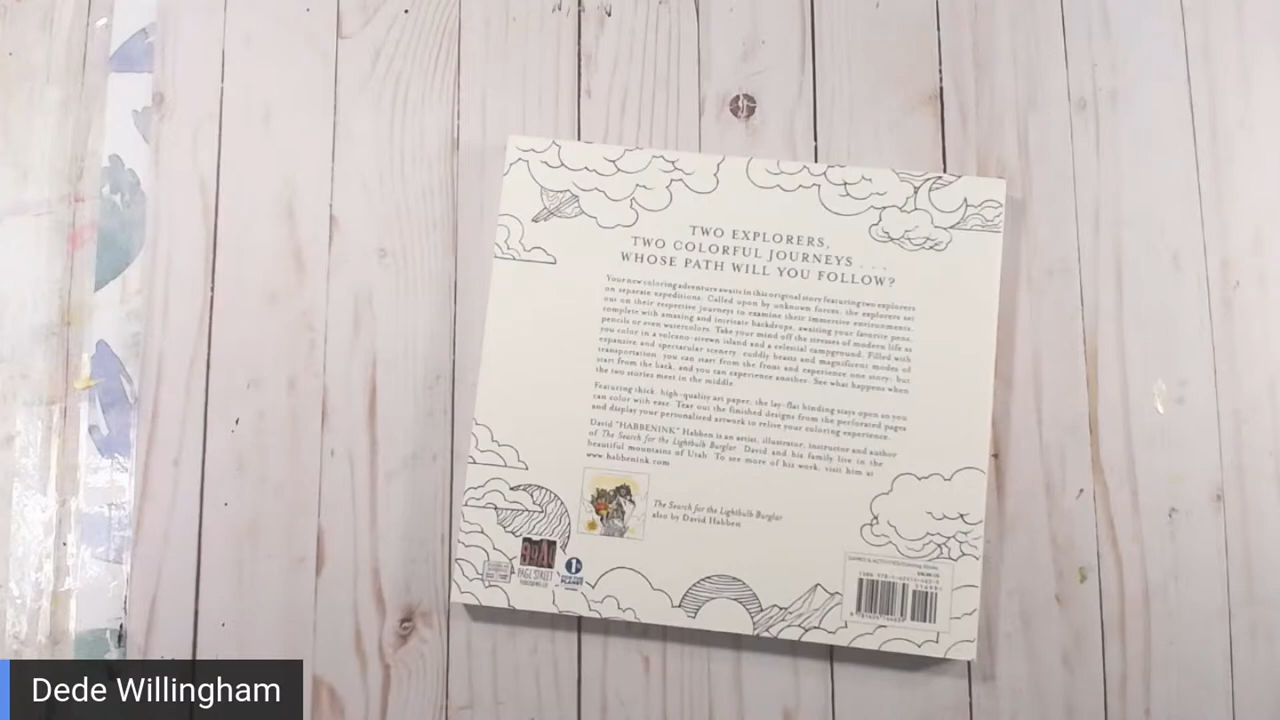 TWO EXPLORERS,
TWO COLORFUL JOURNEYS . . .
WHOSE PATH WILL YOU FOLLOW?
Your new coloring adventure awaits in this original story featuring two explorers
on separate expeditions. Called upon by unknown forces, the explorers set
out on their respective journeys to examine their immersive environments,
complete with amazing and intricate backdrops, awaiting your favorite pens,
pencils or even watercolors. Take your mind off the stresses of modern life as
you color in a volcano-strewn island and a celestial campground. Filled with
expansive and spectacular scenery, cuddly beasts and magnificent modes of
transportation, you can start from the front and experience one story; but
start from the back, and you can experience another. See what happens when
the two stories meet in the middle.
Featuring thick, high-quality art paper, the lay-flat binding stays open so you
can color with ease. Tear out the finished designs from the perforated pages
and display your personalized artwork to relive your coloring experience.
David "HABBENINK" Habben is an artist, illustrator, instructor and author
of The Search for the Lightbulb Burglar. David and his family live in the
beautiful mountains of Utah. To see more of his work, visit him at
www.habbenink.com
The Search for the Lightbulb Burglar
also by David Habben
PAGE STREET
PUBLISHING CO.
1%
FOR THE
PLANET
GAMES & ACTIVITIES/Coloring Books
Dede Willingham